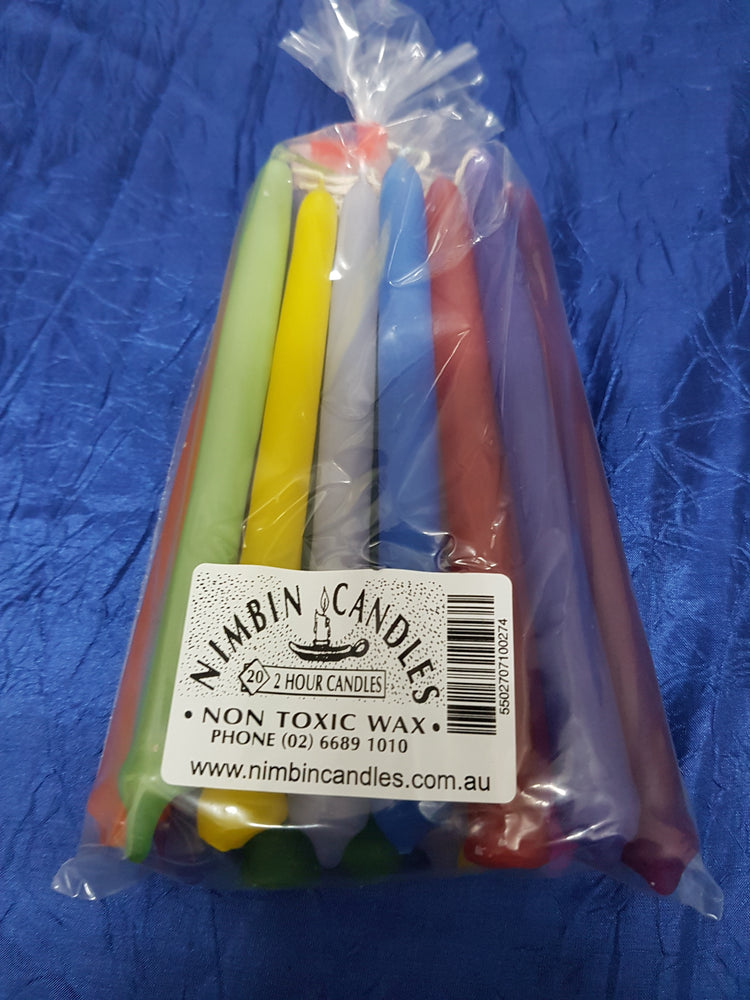 NIMBIN CANDLES
20 2 HOUR CANDLES
• NON TOXIC WAX •
PHONE (02) 6689 1010
www.nimbincandles.com.au
5502707100274